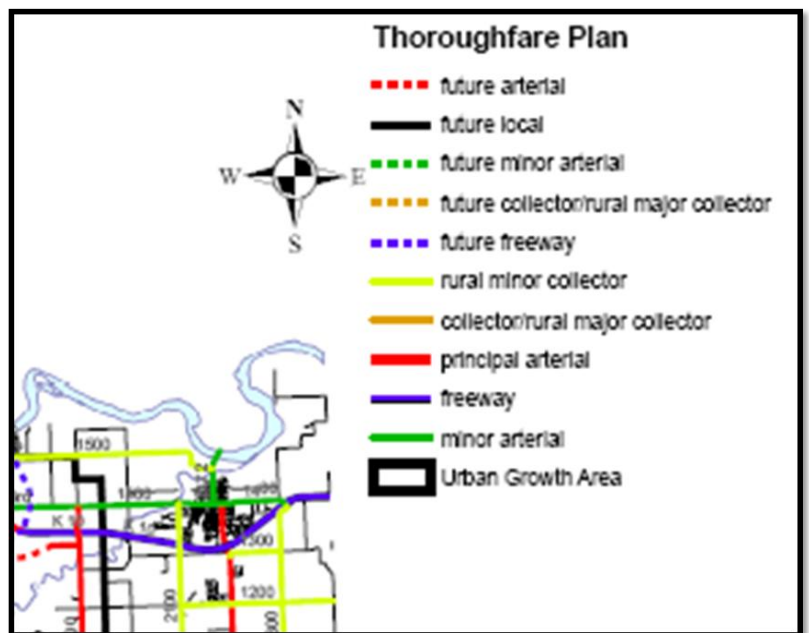 Thoroughfare Plan
future arterial
future local
future minor arterial
future collector/rural major collector
future freeway
rural minor collector
collector/rural major collector
principal arterial
freeway
minor arterial
Urban Growth Area
N
W E
S
1500
K 10
1300
1200
2100